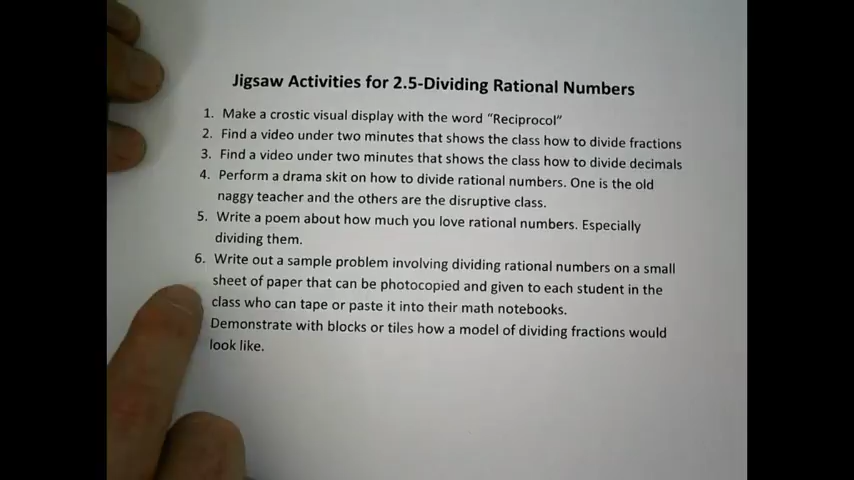 Jigsaw Activities for 2.5-Dividing Rational Numbers
1. Make a crostic visual display with the word “Reciprocol”
2. Find a video under two minutes that shows the class how to divide fractions
3. Find a video under two minutes that shows the class how to divide decimals
4. Perform a drama skit on how to divide rational numbers. One is the old
naggy teacher and the others are the disruptive class.
5. Write a poem about how much you love rational numbers. Especially
dividing them.
6. Write out a sample problem involving dividing rational numbers on a small
sheet of paper that can be photocopied and given to each student in the
class who can tape or paste it into their math notebooks.
Demonstrate with blocks or tiles how a model of dividing fractions would
look like.